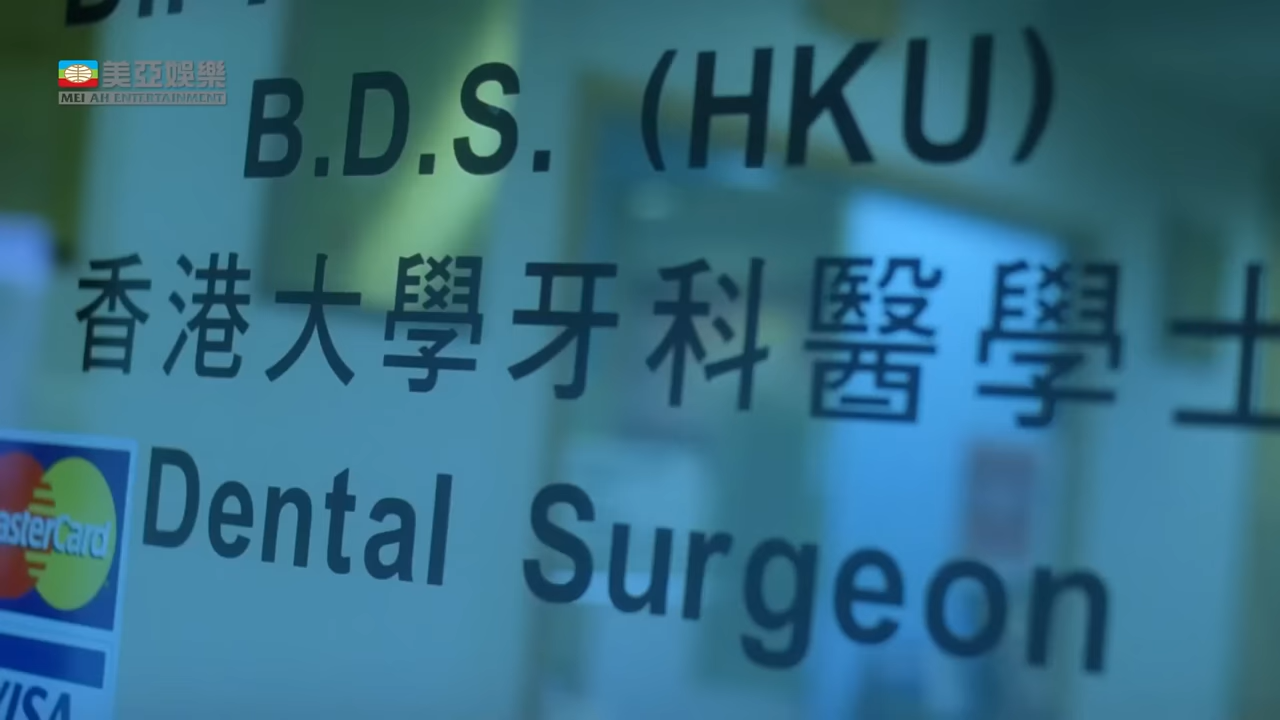 美亞娛樂
MEI AH ENTERTAINMENT
B.D.S. (HKU)
香港大學牙科醫學士
Dental Surgeon
MasterCard
VISA